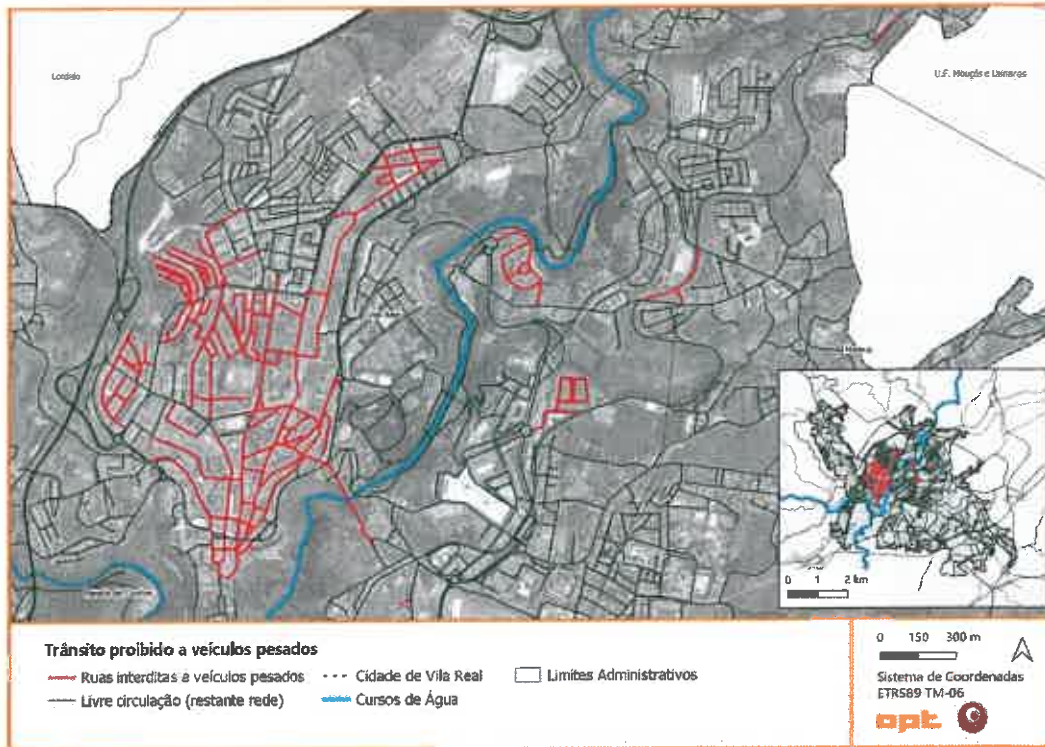 Lordelo
U.F. Mouçós e Lamares
0 1 2 km
Trânsito proibido a veículos pesados
Ruas interditas a veículos pesados
Cidade de Vila Real
Limites Administrativos
Livre circulação (restante rede)
Cursos de Água
0 150 300 m
Sistema de Coordenadas
ETRS89 TM-06
opt